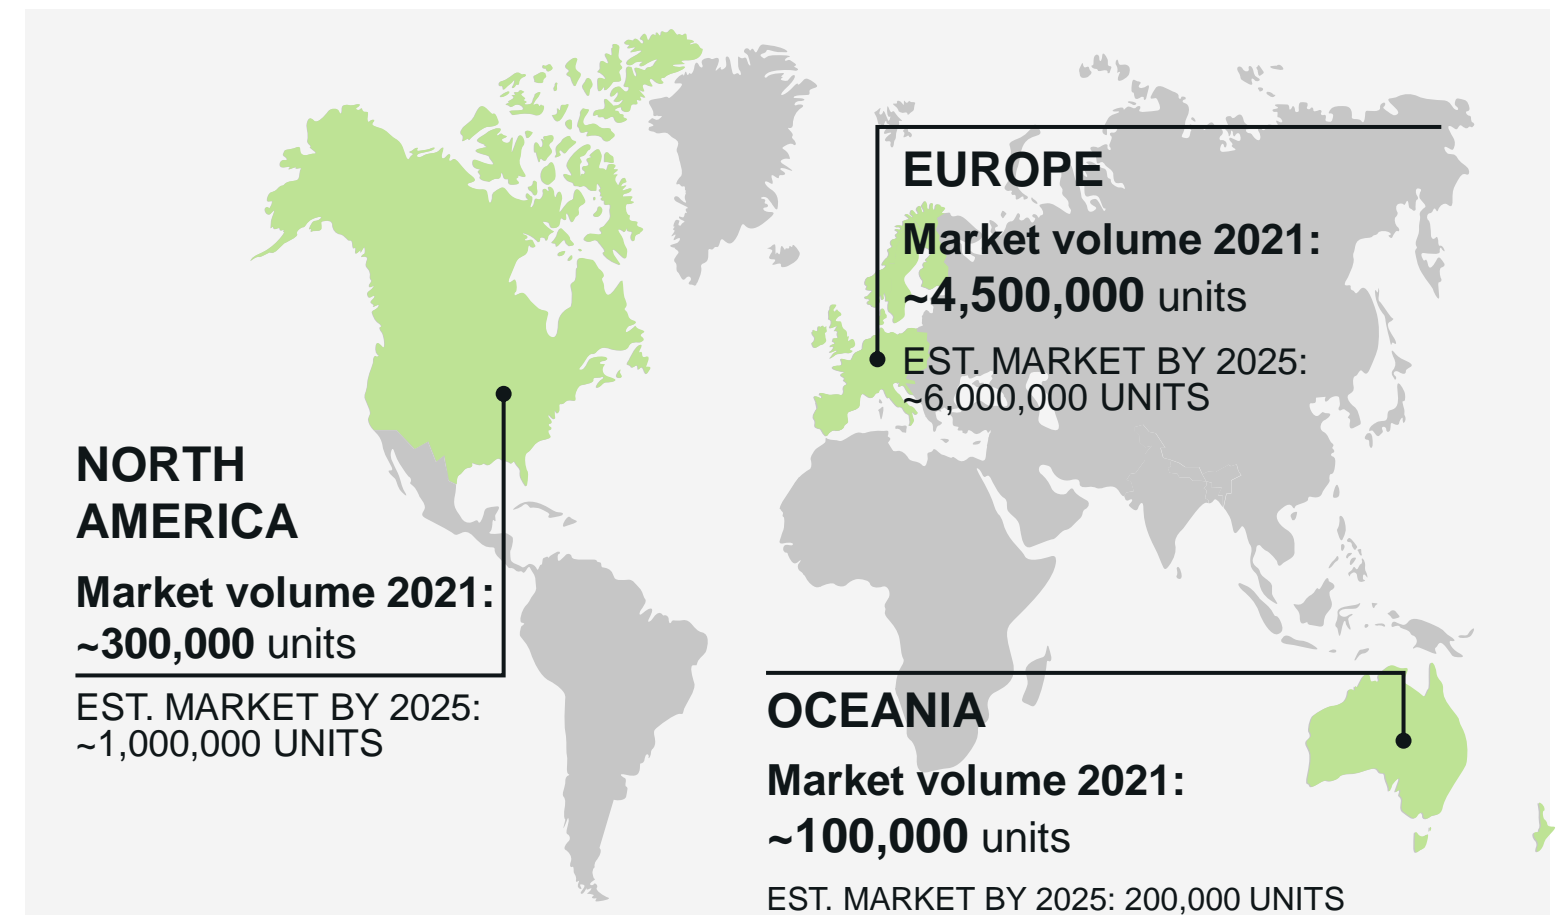 EUROPE
Market volume 2021:
~4,500,000 units
EST. MARKET BY 2025:
~6,000,000 UNITS
NORTH
AMERICA
Market volume 2021:
~300,000 units
EST. MARKET BY 2025:
~1,000,000 UNITS
OCEANIA
Market volume 2021:
~100,000 units
EST. MARKET BY 2025: 200,000 UNITS